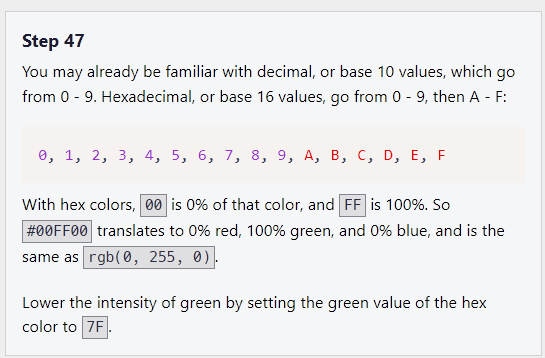 Step 47
You may already be familiar with decimal, or base 10 values, which go
from 0 - 9. Hexadecimal, or base 16 values, go from 0 - 9, then A - F:
0, 1, 2, 3, 4, 5, 6, 7, 8, 9, A, B, C, D, E, F
With hex colors, 00 is 0% of that color, and FF is 100%. So
#00FF00 translates to 0% red, 100% green, and 0% blue, and is the
same as rgb(0, 255, 0).
Lower the intensity of green by setting the green value of the hex
color to 7F.